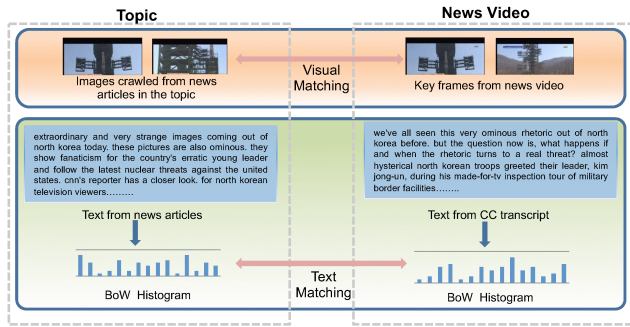 Topic
News Video
Images crawled from news
articles in the topic
Visual
Matching
Key frames from news video
extraordinary and very strange images coming out of
north korea today. these pictures are also ominous. they
show fanaticism for the country's erratic young leader
and follow the latest nuclear threats against the united
states. cnn's reporter has a closer look. for north korean
television viewers………
we've all seen this very ominous rhetoric out of north
korea before. but the question now is, what happens if
and when the rhetoric turns to a real threat? almost
hysterical north korean troops greeted their leader, kim
jong-un, during his made-for-tv inspection tour of military
border facilities……..
Text from news articles
Text from CC transcript
Text
Matching
BoW Histogram
BoW Histogram